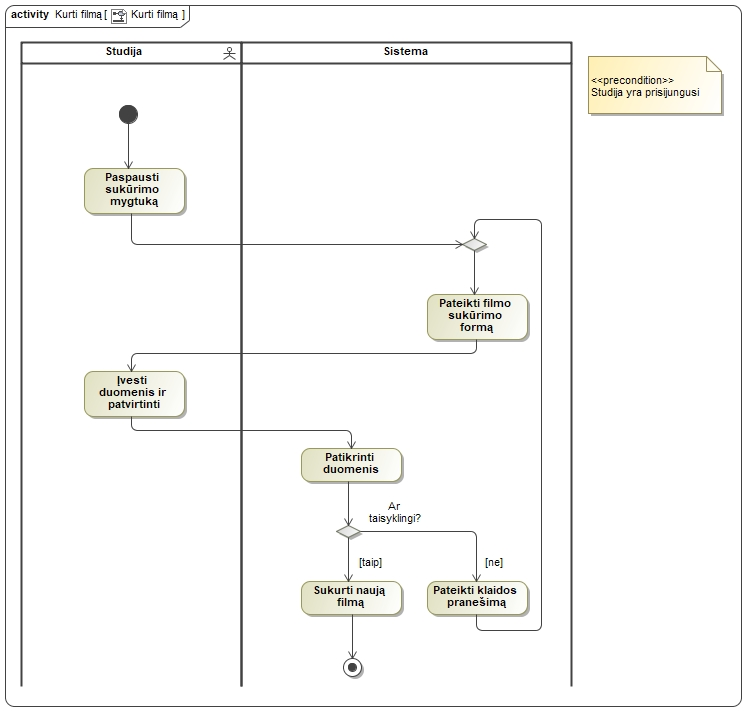 activity Kurti filmą [ Kurti filmą ]
Studija
Sistema
<<precondition>>
Studija yra prisijungusi
Paspausti
sukūrimo
mygtuką
Pateikti filmo
sukūrimo
formą
Įvesti
duomenis ir
patvirtinti
Patikrinti
duomenis
Ar
taisyklingi?
[taip]
[ne]
Sukurti naują
filmą
Pateikti klaidos
pranešimą